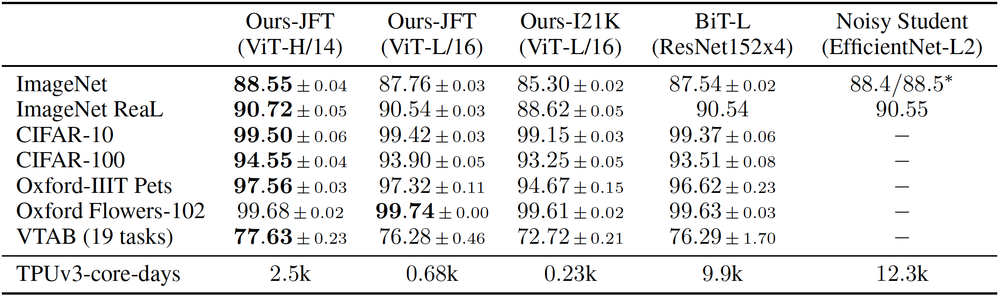 Ours-JFT Ours-JFT Ours-I21K BiT-L Noisy Student
(ViT-H/14) (ViT-L/16) (ViT-L/16) (ResNet152x4) (EfficientNet-L2)
ImageNet 88.55 ± 0.04 87.76 ± 0.03 85.30 ± 0.02 87.54 ± 0.02 88.4/88.5*
ImageNet ReaL 90.72 ± 0.05 90.54 ± 0.03 88.62 ± 0.05 90.54 90.55
CIFAR-10 99.50 ± 0.06 99.42 ± 0.03 99.15 ± 0.03 99.37 ± 0.06 −
CIFAR-100 94.55 ± 0.04 93.90 ± 0.05 93.25 ± 0.05 93.51 ± 0.08 −
Oxford-IIIT Pets 97.56 ± 0.03 97.32 ± 0.11 94.67 ± 0.15 96.62 ± 0.23 −
Oxford Flowers-102 99.68 ± 0.02 99.74 ± 0.00 99.61 ± 0.02 99.63 ± 0.03 −
VTAB (19 tasks) 77.63 ± 0.23 76.28 ± 0.46 72.72 ± 0.21 76.29 ± 1.70 −
TPUv3-core-days 2.5k 0.68k 0.23k 9.9k 12.3k